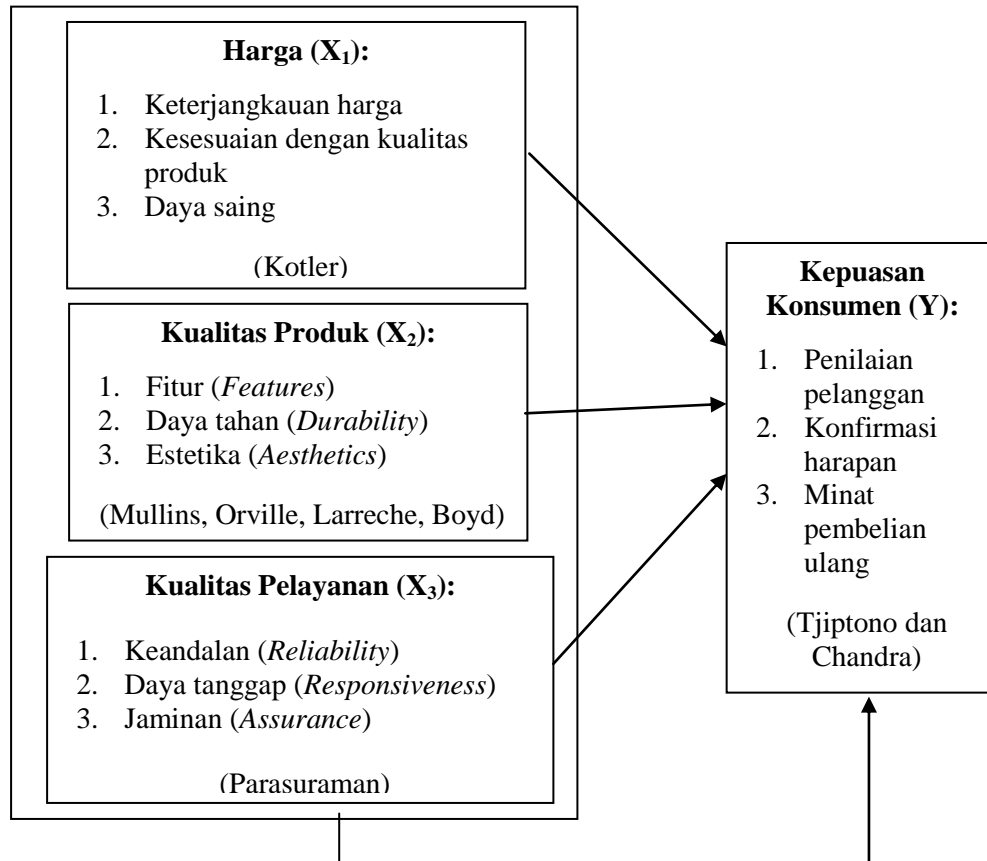 Harga (X₁):
1. Keterjangkauan harga
2. Kesesuaian dengan kualitas
produk
3. Daya saing
(Kotler)
Kualitas Produk (X₂):
1. Fitur (Features)
2. Daya tahan (Durability)
3. Estetika (Aesthetics)
(Mullins, Orville, Larreche, Boyd)
Kualitas Pelayanan (X₃):
1. Keandalan (Reliability)
2. Daya tanggap (Responsiveness)
3. Jaminan (Assurance)
(Parasuraman)
Kepuasan
Konsumen (Y):
1. Penilaian
pelanggan
2. Konfirmasi
harapan
3. Minat
pembelian
ulang
(Tjiptono dan
Chandra)